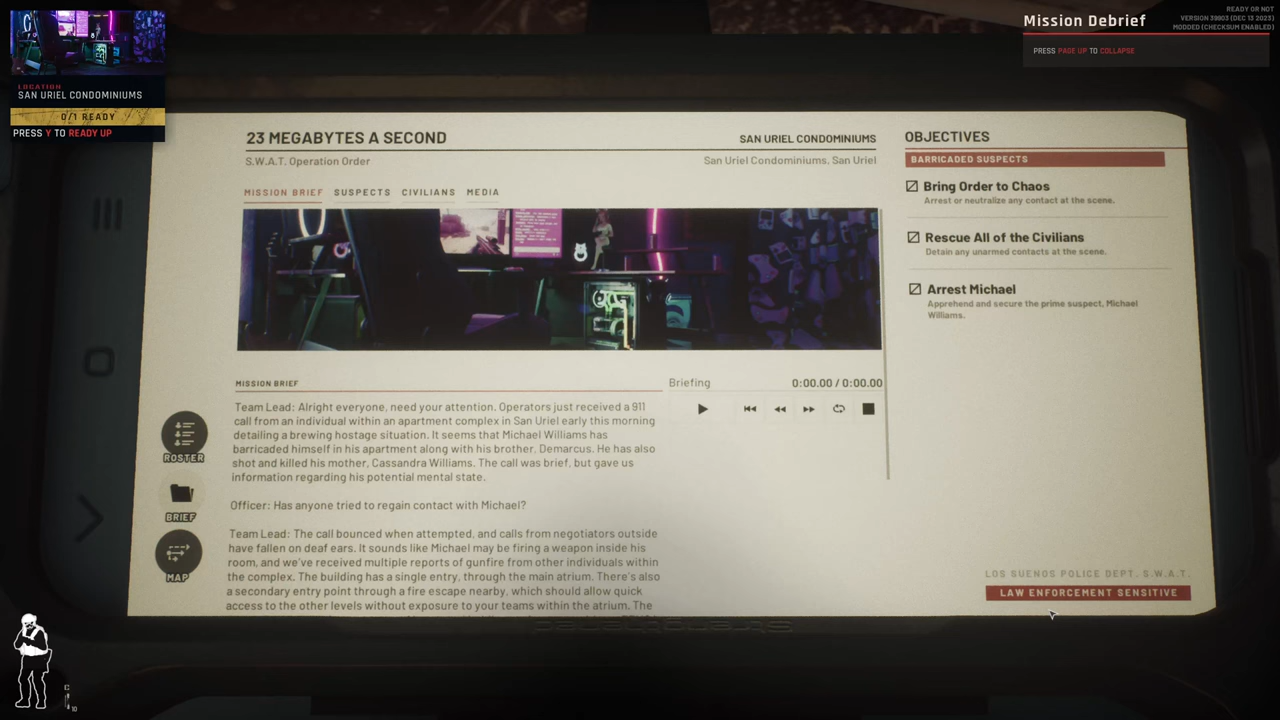 LOCATION
SAN URIEL CONDOMINIUMS
0/1 READY
PRESS Y TO READY UP
Mission Debrief
READY OR NOT
VERSION 39903 (DEC 13 2023)
MODDED (CHECKSUM ENABLED)
PRESS PAGE UP TO COLLAPSE
23 MEGABYTES A SECOND
SAN URIEL CONDOMINIUMS
S.W.A.T. Operation Order
San Uriel Condominiums, San Uriel
MISSION BRIEF SUSPECTS CIVILIANS MEDIA
MISSION BRIEF
Team Lead: Alright everyone, need your attention. Operators just received a 911
call from an individual within an apartment complex in San Uriel early this morning
detailing a brewing hostage situation. It seems that Michael Williams has
barricaded himself in his apartment along with his brother, Demarcus. He has also
shot and killed his mother, Cassandra Williams. The call was brief, but gave us
information regarding his potential mental state.
Officer: Has anyone tried to regain contact with Michael?
Team Lead: The call bounced when attempted, and calls from negotiators outside
have fallen on deaf ears. It sounds like Michael may be firing a weapon inside his
room, and we've received multiple reports of gunfire from other individuals within
the complex. The building has a single entry, through the main atrium. There's also
a secondary entry point through a fire escape nearby, which should allow quick
access to the other levels without exposure to your teams within the atrium. The
Briefing 0:00.00 / 0:00.00
OBJECTIVES
BARRICADED SUSPECTS
Bring Order to Chaos
Arrest or neutralize any contact at the scene.
Rescue All of the Civilians
Detain any unarmed contacts at the scene.
Arrest Michael
Apprehend and secure the prime suspect, Michael
Williams.
ROSTER
BRIEF
MAP
LOS SUENOS POLICE DEPT. S.W.A.T.
LAW ENFORCEMENT SENSITIVE